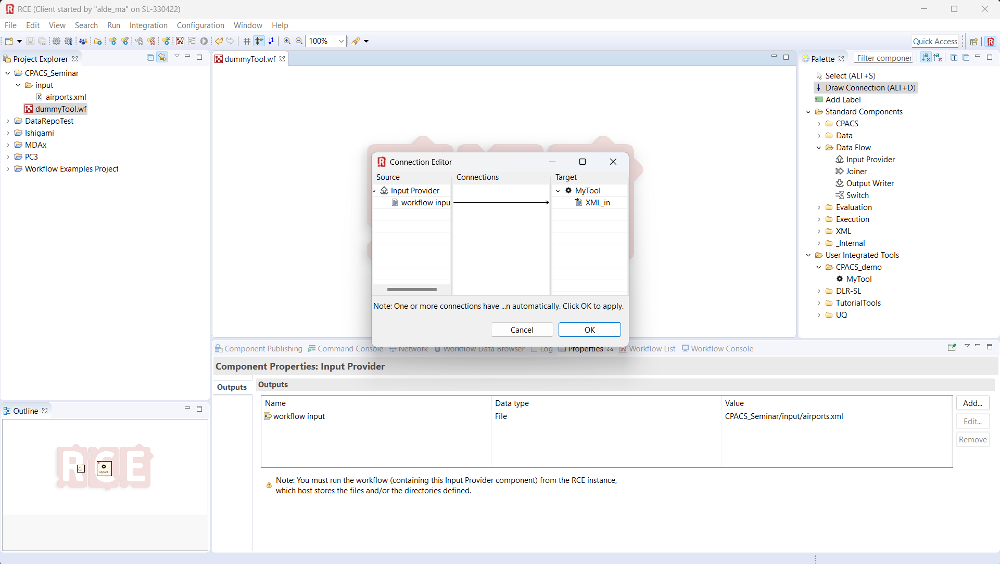 RCE (Client started by "alde_ma" on SL-330422)
File Edit View Search Run Integration Configuration Window Help
100%
Quick Access
Project Explorer
CPACS_Seminar
input
airports.xml
dummyTool.wf
DataRepoTest
Ishigami
MDAx
PC3
Workflow Examples Project
dummyTool.wf
Connection Editor
Source Connections Target
Input Provider
workflow inpu
MyTool
XML_in
Note: One or more connections have ...n automatically. Click OK to apply.
Cancel OK
Palette
Filter componer
Select (ALT+S)
Draw Connection (ALT+D)
Add Label
Standard Components
CPACS
Data
Data Flow
Input Provider
Joiner
Output Writer
Switch
Evaluation
Execution
XML
_Internal
User Integrated Tools
CPACS_demo
MyTool
DLR-SL
TutorialTools
UQ
Component Publishing Command Console Network Workflow Data Browser Log Properties Workflow List Workflow Console
Component Properties: Input Provider
Outputs
Outputs
Name Data type Value
workflow input File CPACS_Seminar/input/airports.xml
Add...
Edit...
Remove
Note: You must run the workflow (containing this Input Provider component) from the RCE instance,
which host stores the files and/or the directories defined.
Outline
RCE
MyTool